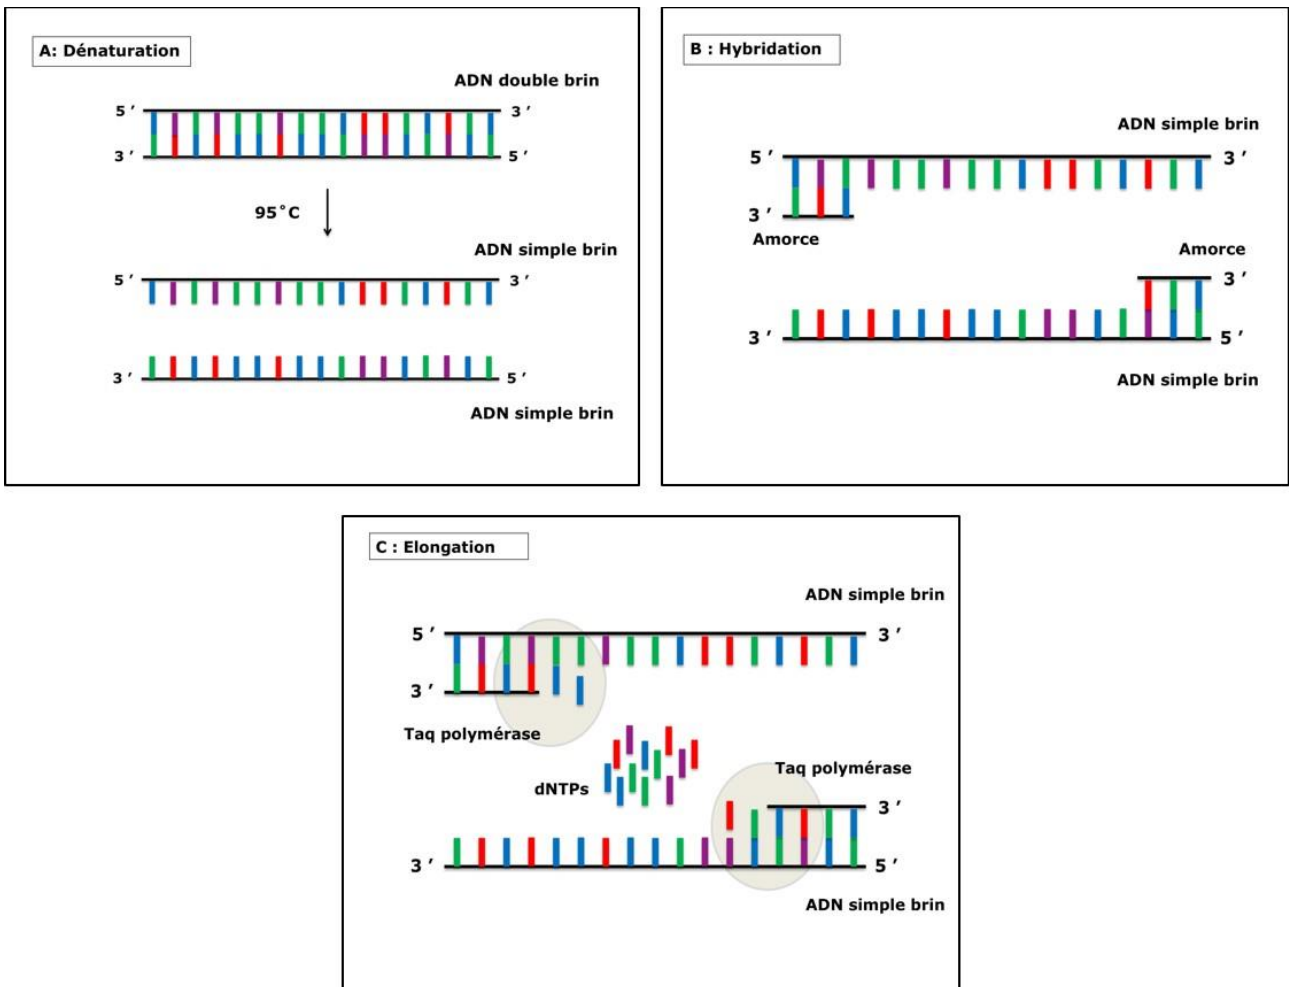 A: Dénaturation
ADN double brin
5 ’ 3 ’
3 ’ 5 ’
95˚C
ADN simple brin
5 ’ 3 ’
3 ’ 5 ’
ADN simple brin
B : Hybridation
ADN simple brin
5 ’ 3 ’
3 ’
Amorce
Amorce
3 ’
3 ’ 5 ’
ADN simple brin
C : Elongation
ADN simple brin
5 ’ 3 ’
3 ’
Taq polymérase
dNTPs
Taq polymérase
3 ’
3 ’ 5 ’
ADN simple brin